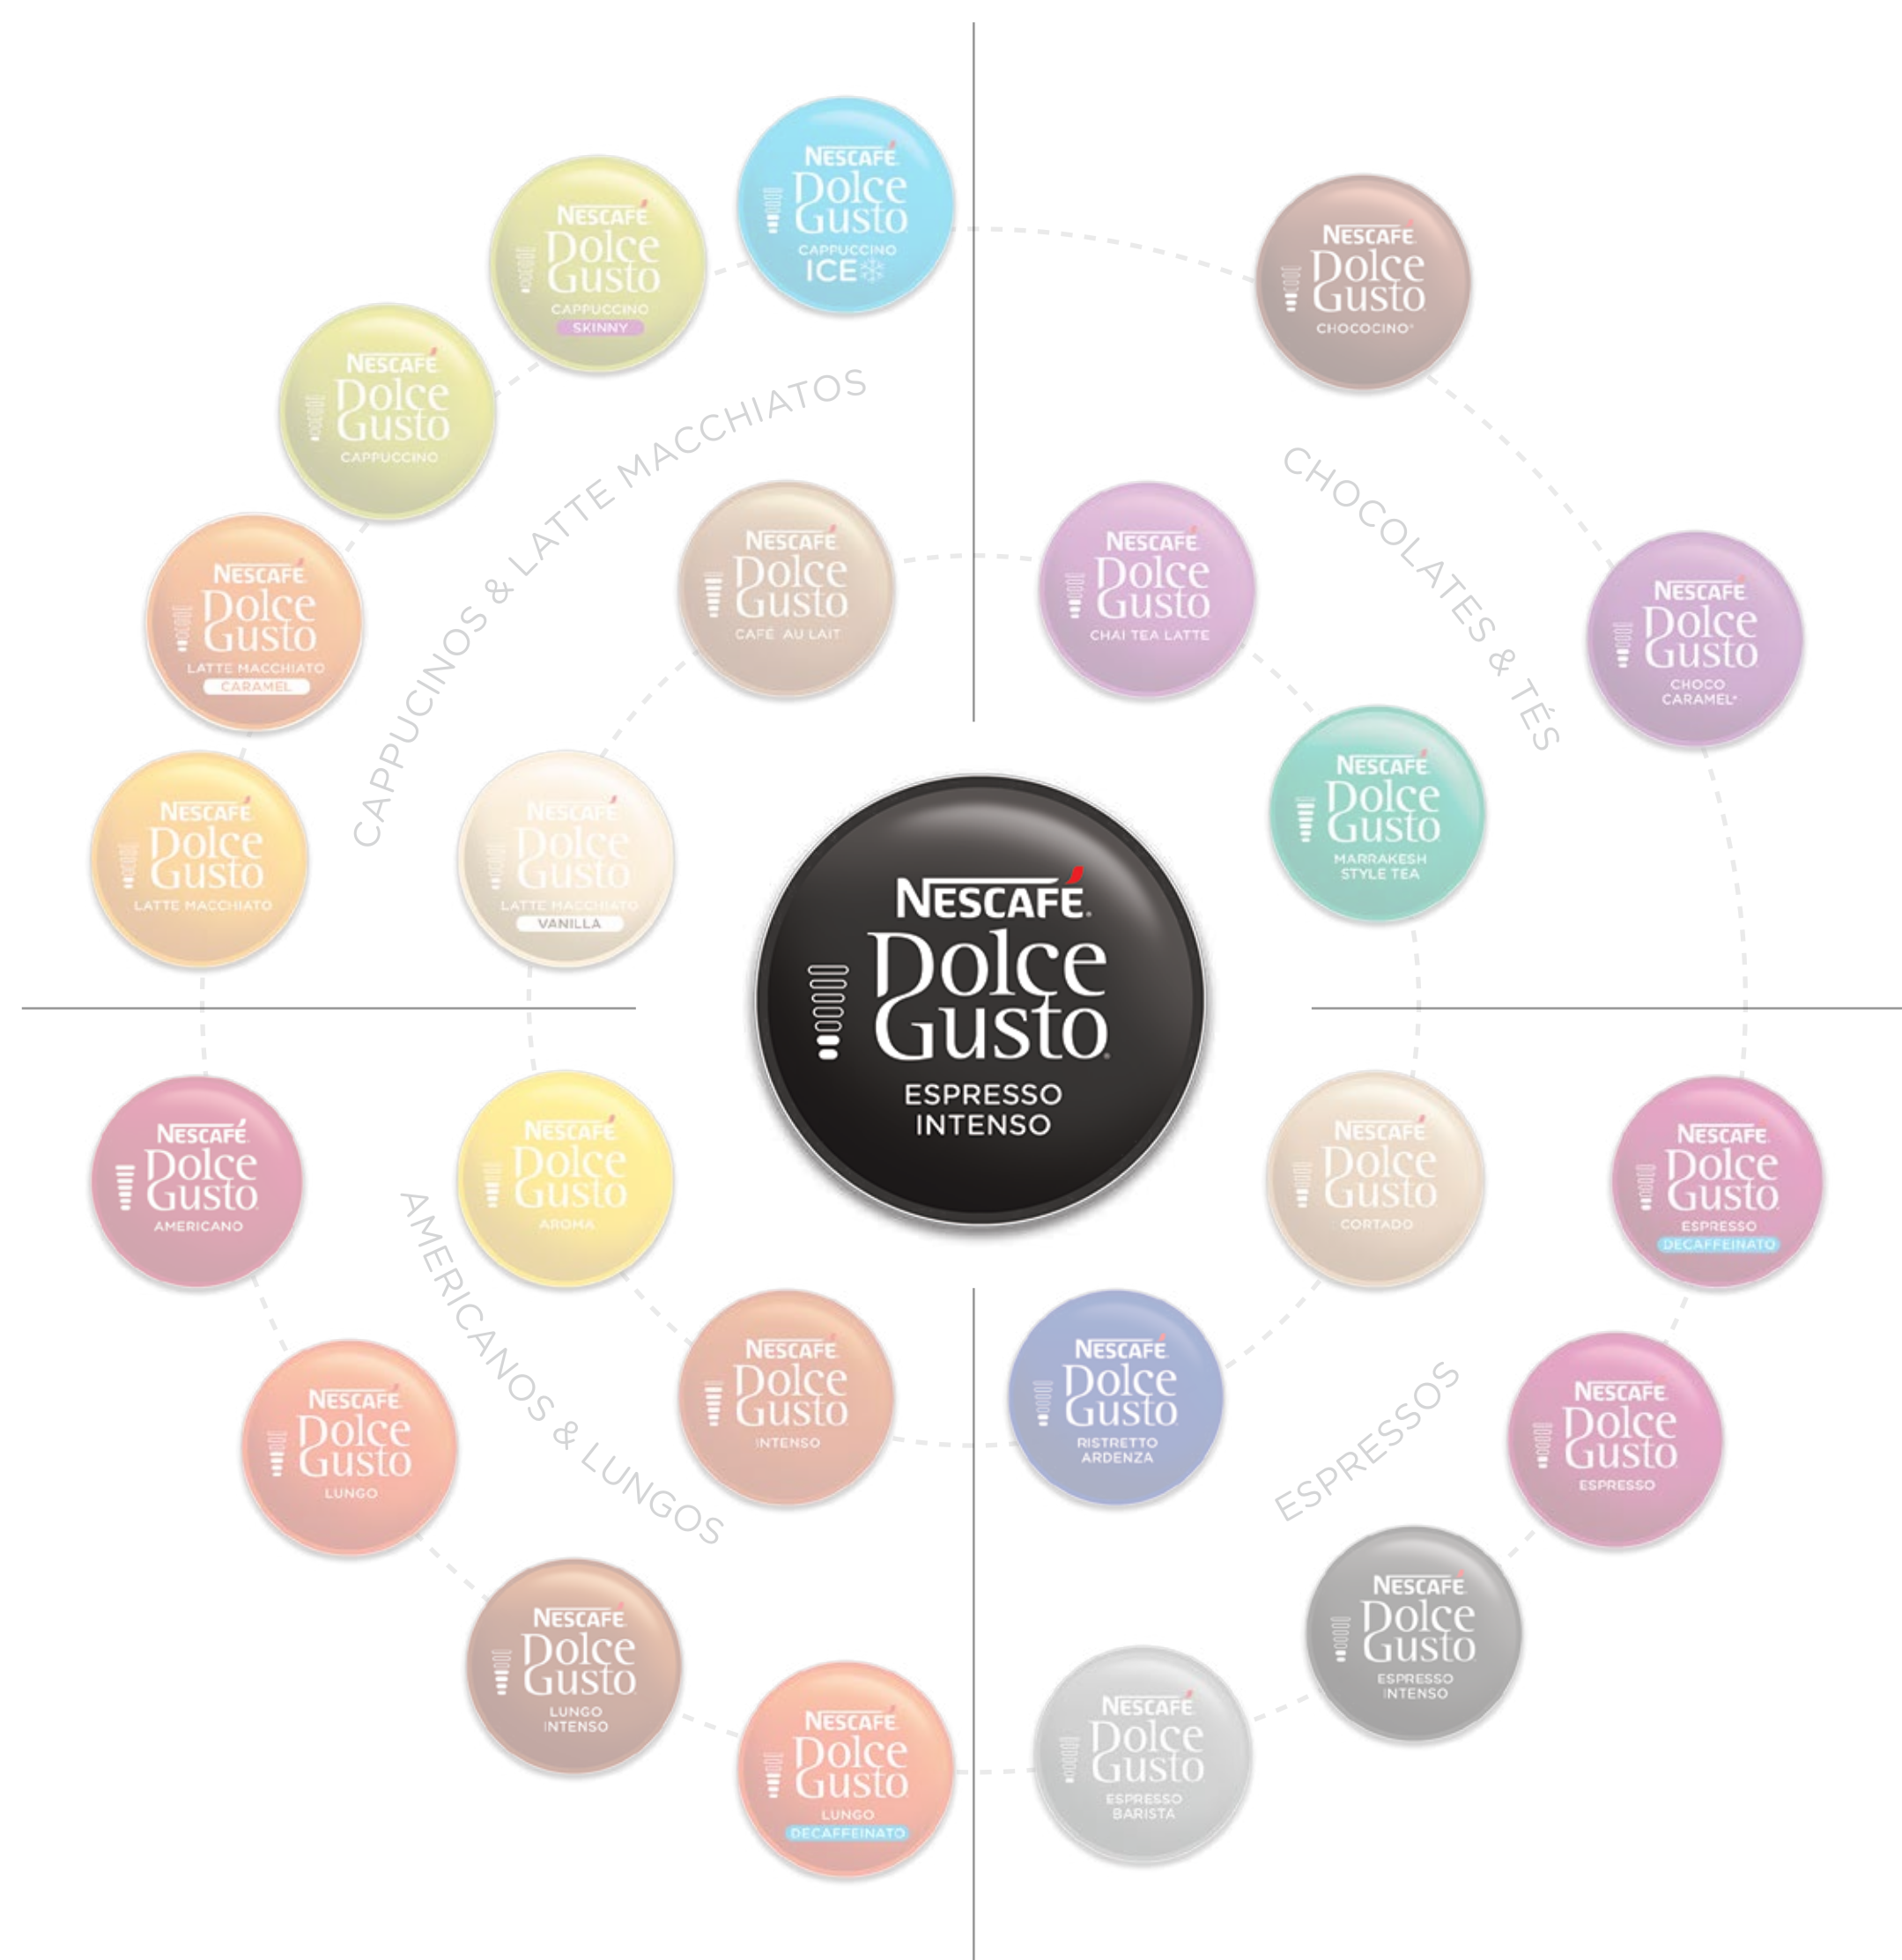 NESCAFÉ
Dolce
Gusto
CAPPUCCINO
ICE
NESCAFÉ
Dolce
Gusto
CAPPUCCINO
SKINNY
NESCAFÉ
Dolce
Gusto
CAPPUCCINO
NESCAFÉ
Dolce
Gusto
LATTE MACCHIATO
CARAMEL
NESCAFÉ
Dolce
Gusto
LATTE MACCHIATO
CAPPUCINOS & LATTE MACCHIATOS
NESCAFÉ
Dolce
Gusto
CAFÉ AU LAIT
NESCAFÉ
Dolce
Gusto
LATTE MACCHIATO
VANILLA
NESCAFÉ
Dolce
Gusto
CHOCOCINO*
NESCAFÉ
Dolce
Gusto
CHOCO
CARAMEL*
CHOCOLATES & TÉS
NESCAFÉ
Dolce
Gusto
CHAI TEA LATTE
NESCAFÉ
Dolce
Gusto
MARRAKESH
STYLE TEA
NESCAFÉ.
Dolce
Gusto
ESPRESSO
INTENSO
NESCAFÉ
Dolce
Gusto
AMERICANO
NESCAFÉ
Dolce
Gusto
AROMA
AMERICANOS & LUNGOS
NESCAFÉ
Dolce
Gusto
INTENSO
NESCAFÉ
Dolce
Gusto
LUNGO
NESCAFÉ
Dolce
Gusto
LUNGO
INTENSO
NESCAFÉ
Dolce
Gusto
LUNGO
DECAFFEINATO
NESCAFÉ
Dolce
Gusto
CORTADO
NESCAFÉ
Dolce
Gusto
ESPRESSO
DECAFFEINATO
NESCAFÉ
Dolce
Gusto
RISTRETTO
ARDENZA
ESPRESSOS
NESCAFÉ
Dolce
Gusto
ESPRESSO
NESCAFÉ
Dolce
Gusto
ESPRESSO
INTENSO
NESCAFÉ
Dolce
Gusto
ESPRESSO
BARISTA